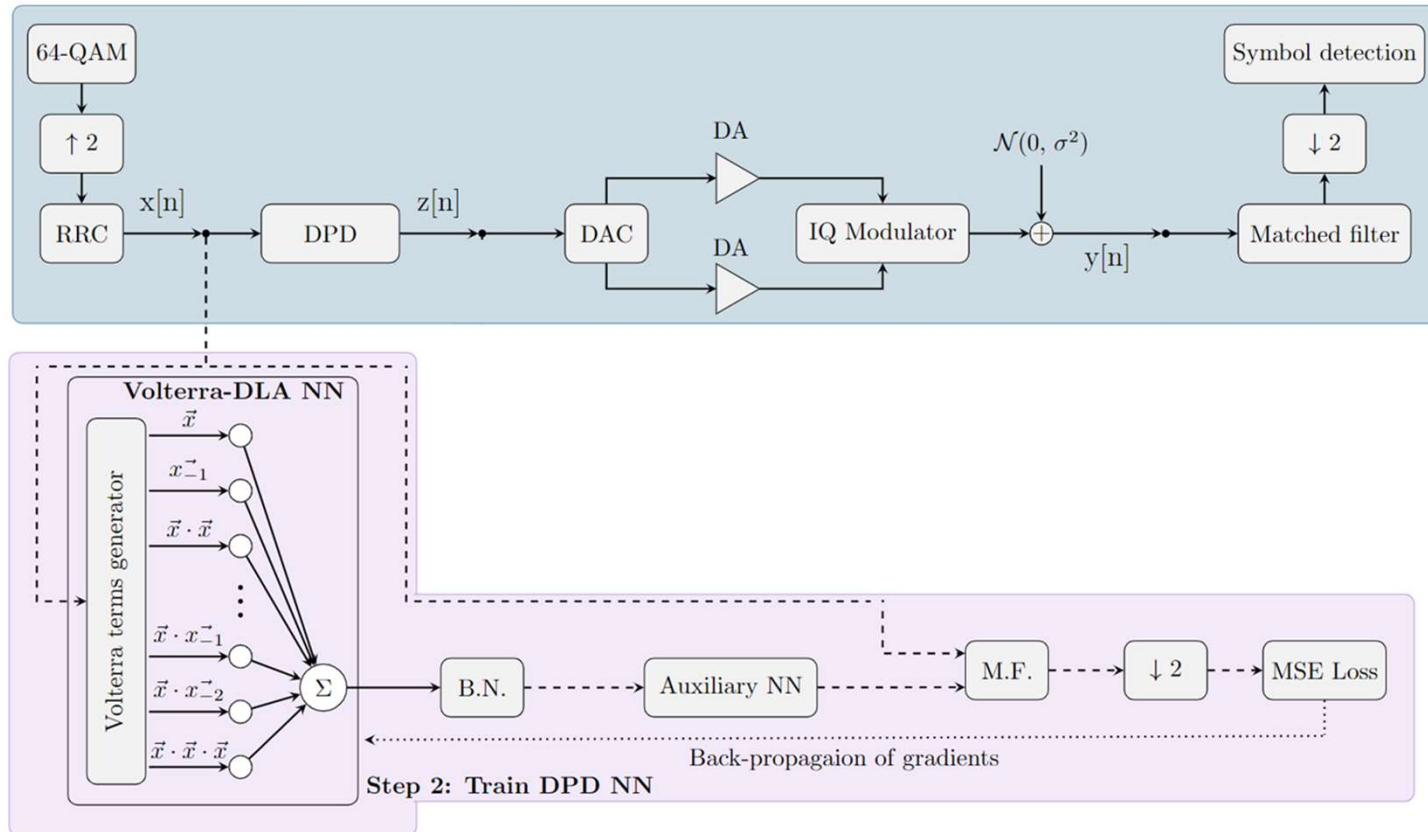 64-QAM
Symbol detection
↑ 2
DA
𝒩(0, σ²)
↓ 2
x[n]
z[n]
RRC
DPD
DAC
IQ Modulator
+
Matched filter
DA
y[n]
Volterra-DLA NN
Volterra terms generator
x⃗
x⃗₋₁
x⃗ · x⃗
⋮
x⃗ · x⃗₋₁
x⃗ · x⃗₋₂
x⃗ · x⃗ · x⃗
Σ
B.N.
Auxiliary NN
M.F.
↓ 2
MSE Loss
Back-propagaion of gradients
Step 2: Train DPD NN